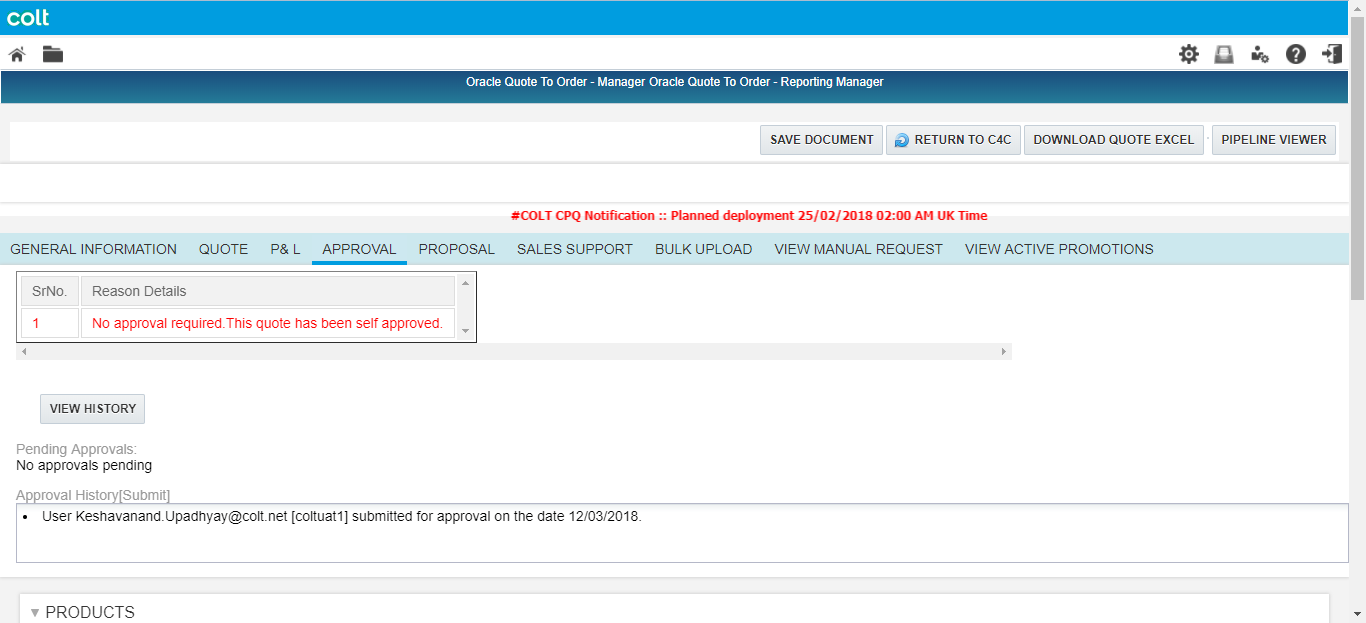 colt
Oracle Quote To Order - Manager Oracle Quote To Order - Reporting Manager
SAVE DOCUMENT RETURN TO C4C DOWNLOAD QUOTE EXCEL PIPELINE VIEWER
#COLT CPQ Notification :: Planned deployment 25/02/2018 02:00 AM UK Time
GENERAL INFORMATION QUOTE P& L APPROVAL PROPOSAL SALES SUPPORT BULK UPLOAD VIEW MANUAL REQUEST VIEW ACTIVE PROMOTIONS
SrNo. Reason Details
1 No approval required.This quote has been self approved.
VIEW HISTORY
Pending Approvals:
No approvals pending
Approval History[Submit]
• User Keshavanand.Upadhyay@colt.net [coltuat1] submitted for approval on the date 12/03/2018.
PRODUCTS